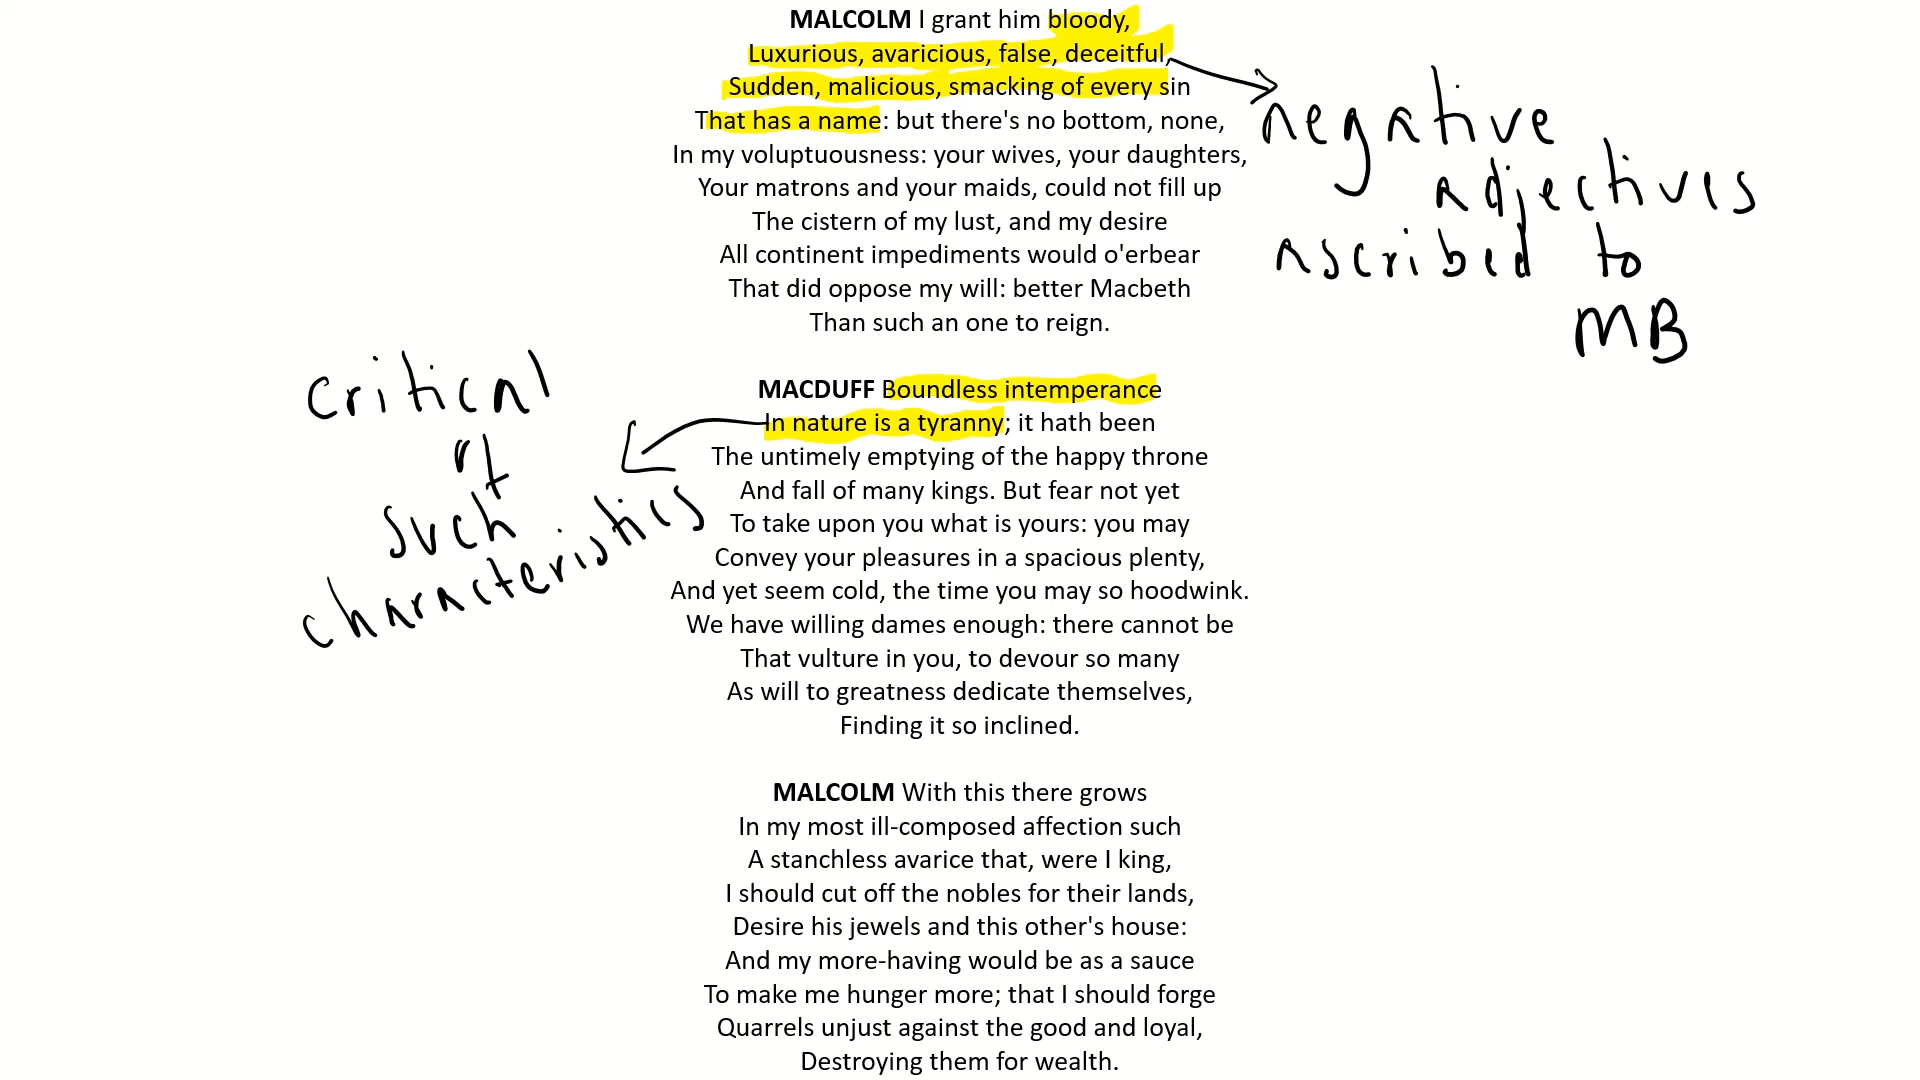 MALCOLM I grant him bloody,
Luxurious, avaricious, false, deceitful,
Sudden, malicious, smacking of every sin
That has a name: but there's no bottom, none,
In my voluptuousness: your wives, your daughters,
Your matrons and your maids, could not fill up
The cistern of my lust, and my desire
All continent impediments would o'erbear
That did oppose my will: better Macbeth
Than such an one to reign.
negative
adjectives
ascribed to
MB
MACDUFF Boundless intemperance
In nature is a tyranny; it hath been
The untimely emptying of the happy throne
And fall of many kings. But fear not yet
To take upon you what is yours: you may
Convey your pleasures in a spacious plenty,
And yet seem cold, the time you may so hoodwink.
We have willing dames enough: there cannot be
That vulture in you, to devour so many
As will to greatness dedicate themselves,
Finding it so inclined.
critical
of
such
characteristics
MALCOLM With this there grows
In my most ill-composed affection such
A stanchless avarice that, were I king,
I should cut off the nobles for their lands,
Desire his jewels and this other's house:
And my more-having would be as a sauce
To make me hunger more; that I should forge
Quarrels unjust against the good and loyal,
Destroying them for wealth.